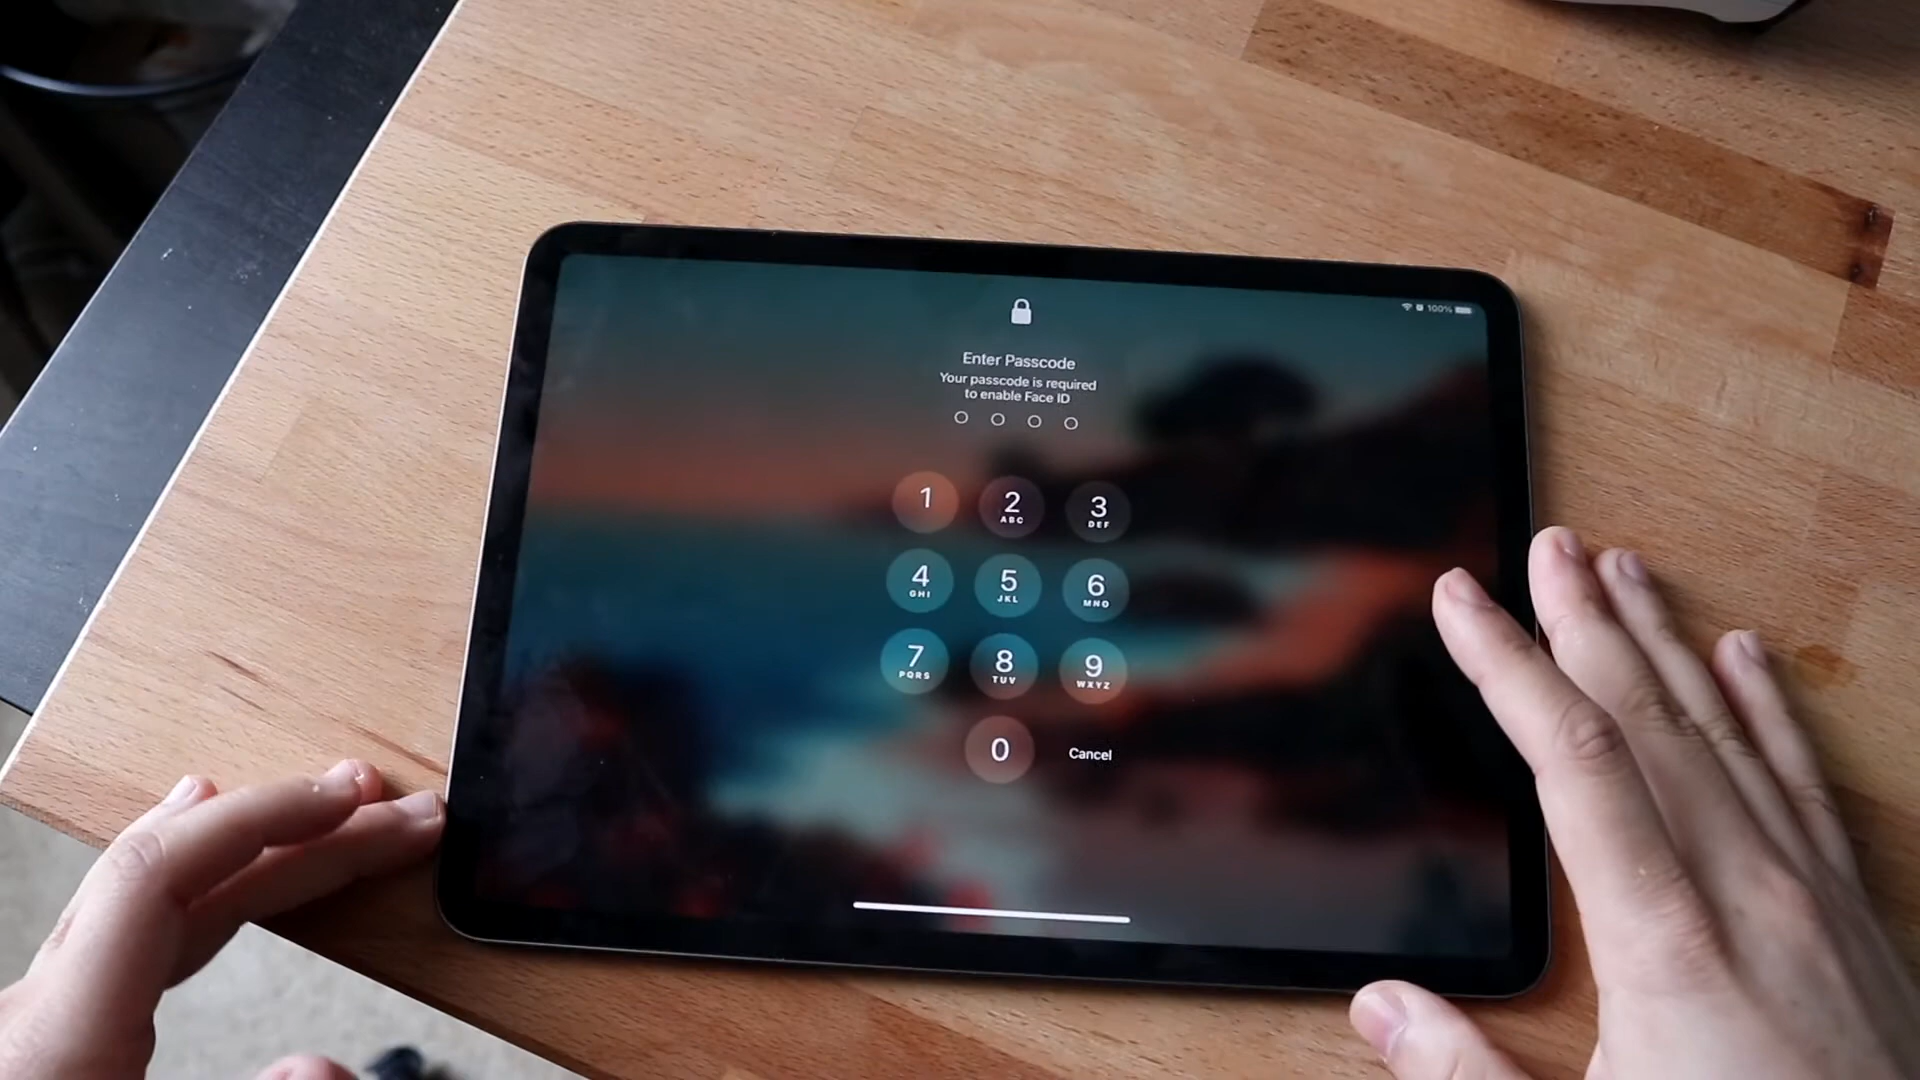 100%
Enter Passcode
Your passcode is required
to enable Face ID
1
2
ABC
3
DEF
4
GHI
5
JKL
6
MNO
7
PQRS
8
TUV
9
WXYZ
0
Cancel